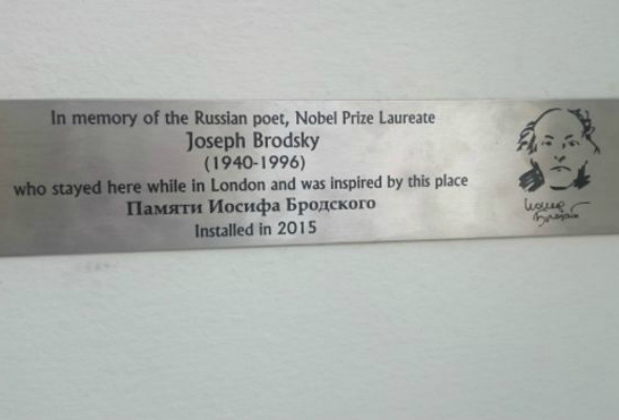 In memory of the Russian poet, Nobel Prize Laureate
Joseph Brodsky
(1940-1996)
who stayed here while in London and was inspired by this place
Памяти Иосифа Бродского
Installed in 2015